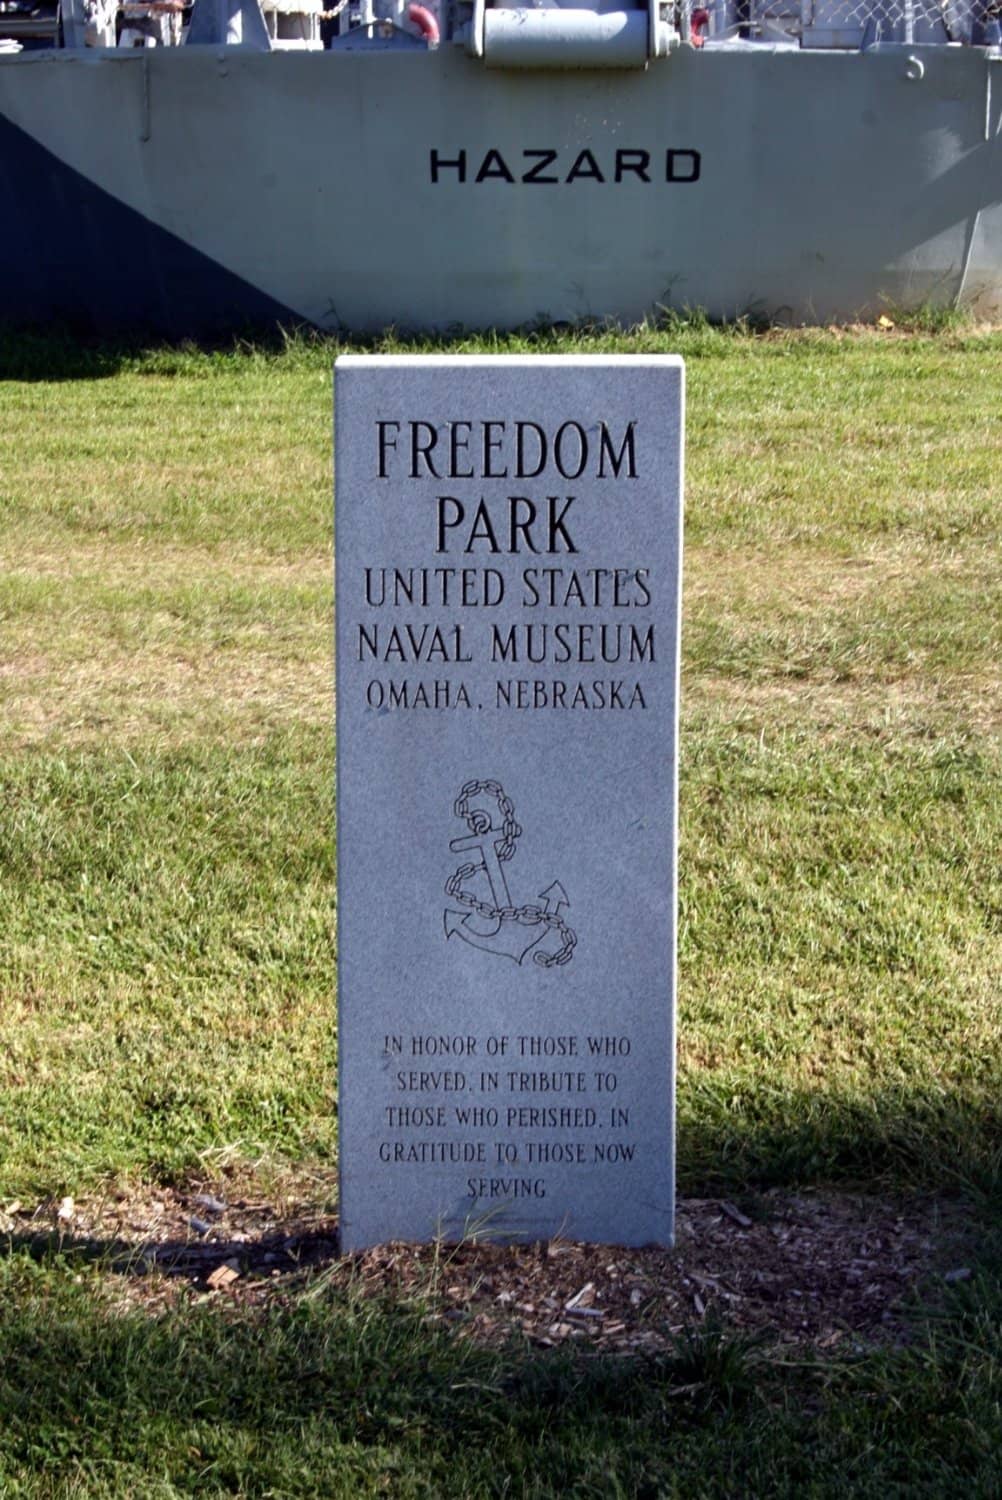 HAZARD
FREEDOM
PARK
UNITED STATES
NAVAL MUSEUM
OMAHA, NEBRASKA
IN HONOR OF THOSE WHO
SERVED, IN TRIBUTE TO
THOSE WHO PERISHED, IN
GRATITUDE TO THOSE NOW
SERVING